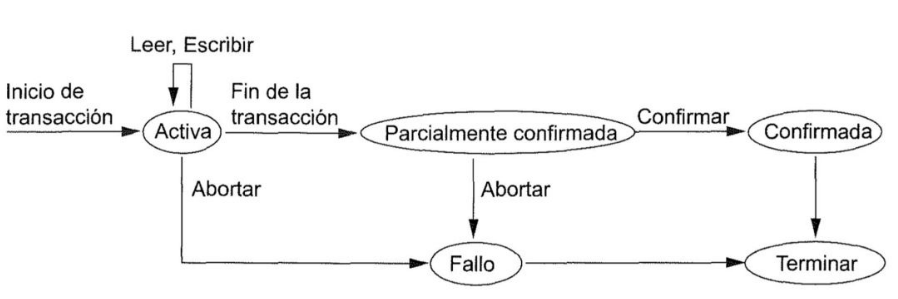 Leer, Escribir
Inicio de
transacción
Fin de la
transacción
Activa
Parcialmente confirmada
Confirmar
Confirmada
Abortar
Abortar
Fallo
Terminar